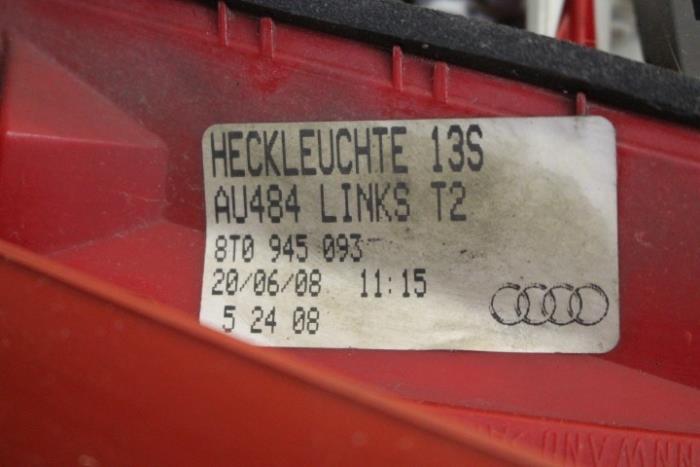 HECKLEUCHTE 13S
AU484 LINKS T2
8T0 945 093
20/06/08 11:15
5 24 08